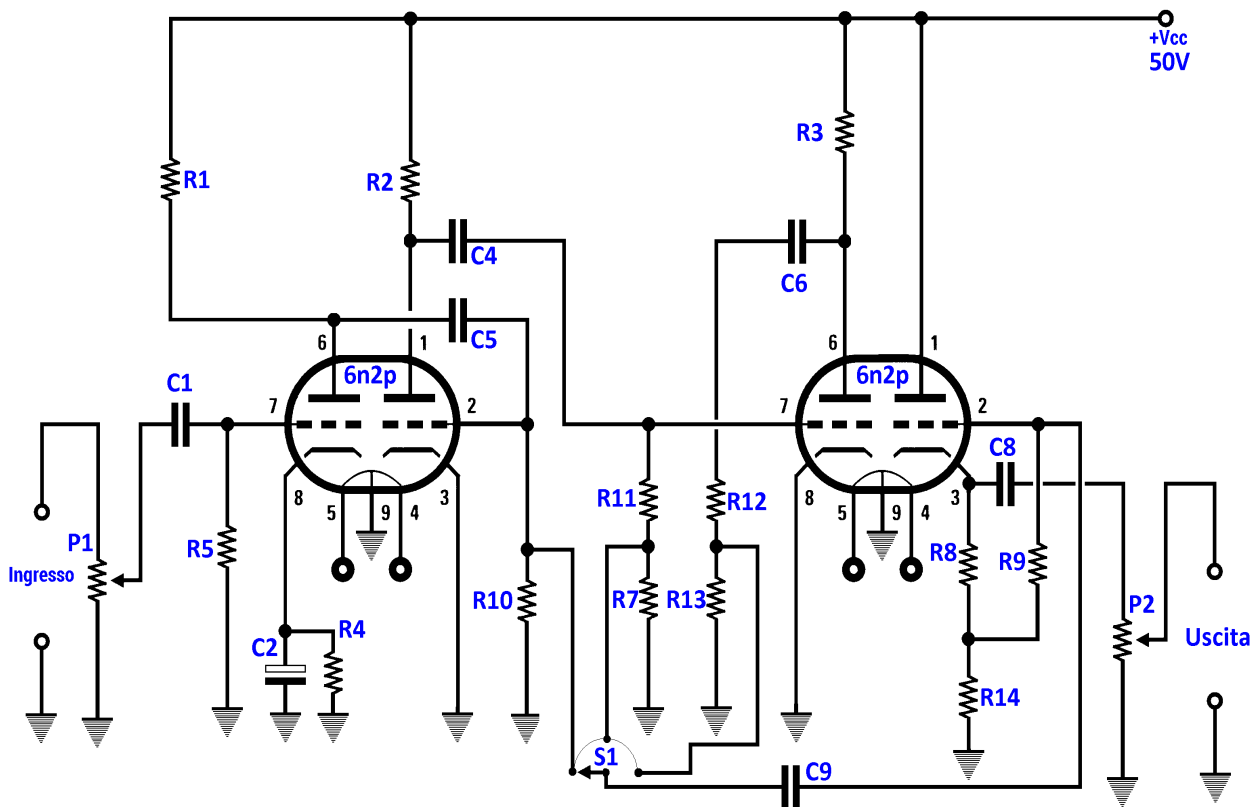 +Vcc
50V
R3
R1
R2
C4
C6
C5
6
1
6
1
6n2p
6n2p
C1
7
2
7
2
C8
8
3
8
3
R11
R12
5
9
4
5
9
4
P1
R5
R8
R9
Ingresso
R10
R7
R13
P2
R4
C2
Uscita
R14
S1
C9